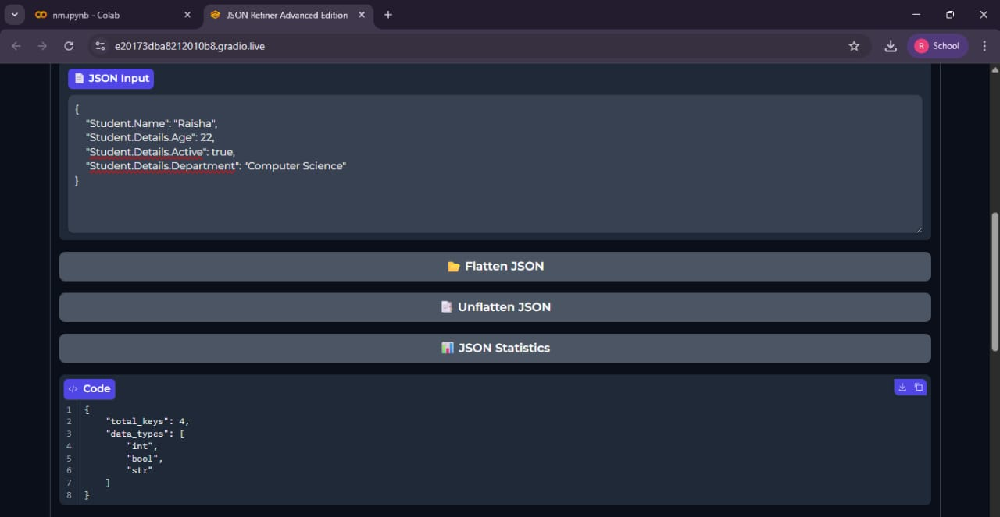 nm.ipynb - Colab
JSON Refiner Advanced Edition
e20173dba8212010b8.gradio.live
R
School
JSON Input
{
"Student.Name": "Raisha",
"Student.Details.Age": 22,
"Student.Details.Active": true,
"Student.Details.Department": "Computer Science"
}
Flatten JSON
Unflatten JSON
JSON Statistics
</> Code
1 {
2 "total_keys": 4,
3 "data_types": [
4 "int",
5 "bool",
6 "str"
7 ]
8 }